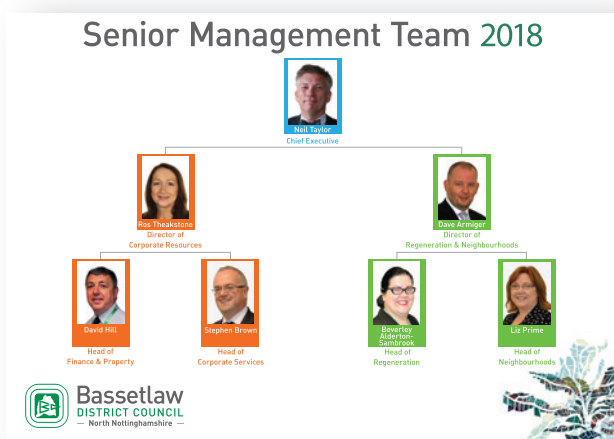 Senior Management Team 2018
Neil Taylor
Chief Executive
Ros Theakstone
Director of
Corporate Resources
Dave Armiger
Director of
Regeneration & Neighbourhoods
David Hill
Head of
Finance & Property
Stephen Brown
Head of
Corporate Services
Beverley
Alderton-
Sambrook
Head of
Regeneration
Liz Prime
Head of
Neighbourhoods
Bassetlaw
DISTRICT COUNCIL
North Nottinghamshire